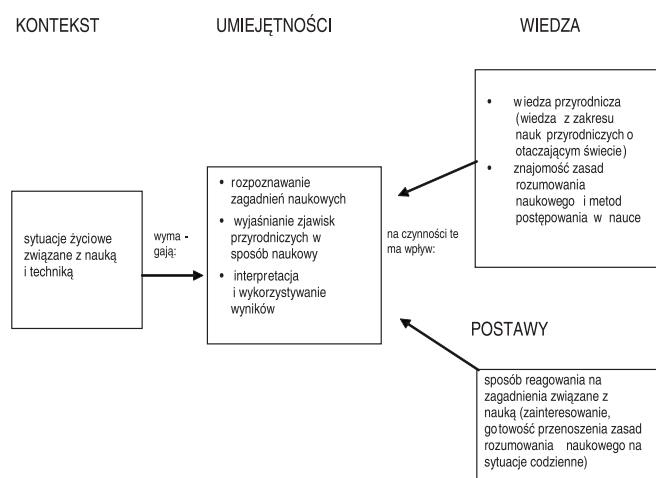 KONTEKST
UMIEJĘTNOŚCI
WIEDZA
sytuacje życiowe
związane z nauką
i techniką
wyma -
gają:
• rozpoznawanie
zagadnień naukowych
• wyjaśnianie zjawisk
przyrodniczych w
sposób naukowy
• interpretacja
i wykorzystywanie
wyników
na czynności te
ma wpływ:
• wiedza przyrodnicza
(wiedza z zakresu
nauk przyrodniczych o
otaczającym świecie)
• znajomość zasad
rozumowania
naukowego i metod
postępowania w nauce
POSTAWY
sposób reagowania na
zagadnienia związane z
nauką (zainteresowanie,
gotowość przenoszenia zasad
rozumowania naukowego na
sytuacje codzienne)